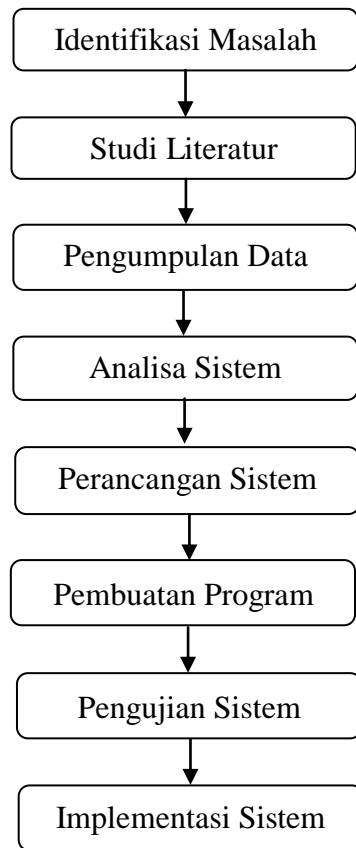 Identifikasi Masalah
Studi Literatur
Pengumpulan Data
Analisa Sistem
Perancangan Sistem
Pembuatan Program
Pengujian Sistem
Implementasi Sistem